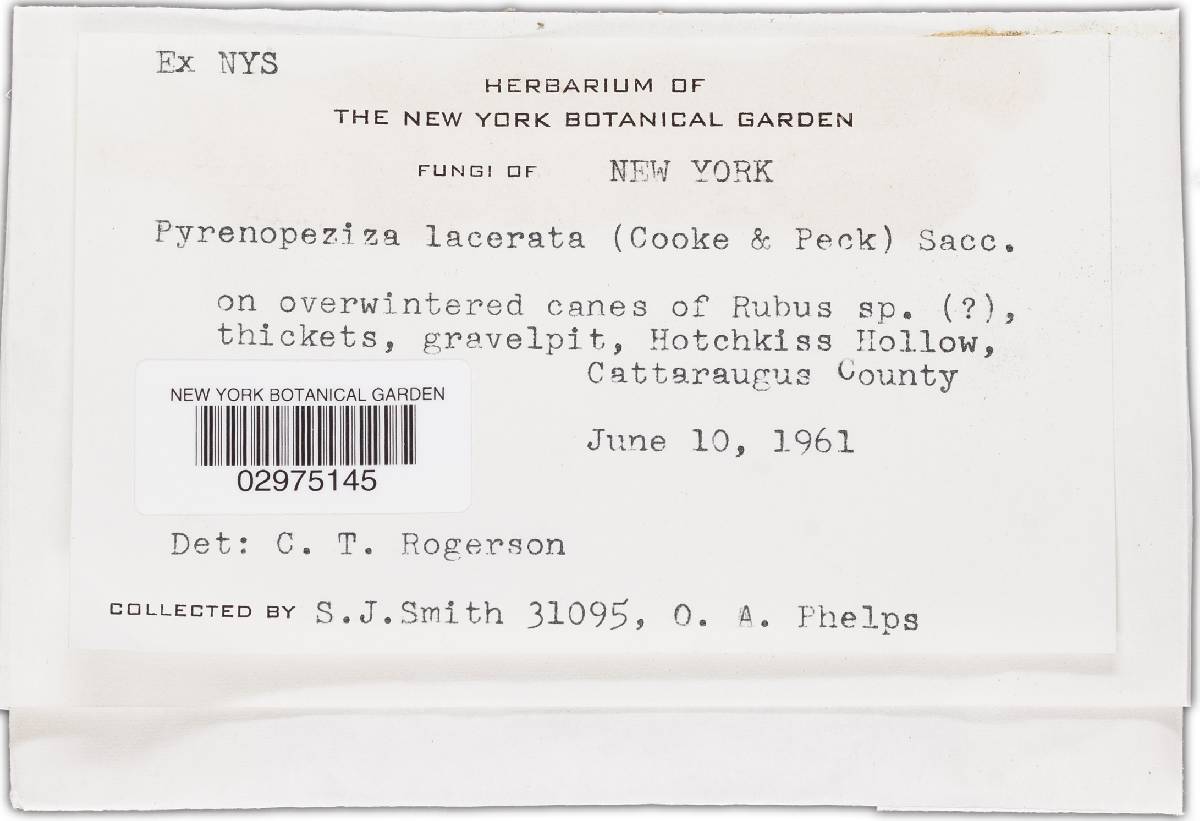 Ex NYS
HERBARIUM OF
THE NEW YORK BOTANICAL GARDEN
FUNGI OF NEW YORK
Pyrenopeziza lacerata (Cooke & Peck) Sacc.
on overwintered canes of Rubus sp. (?),
thickets, gravelpit, Hotchkiss Hollow,
Cattaraugus County
NEW YORK BOTANICAL GARDEN
02975145
June 10, 1961
Det: C. T. Rogerson
COLLECTED BY S.J.Smith 31095, O. A. Phelps